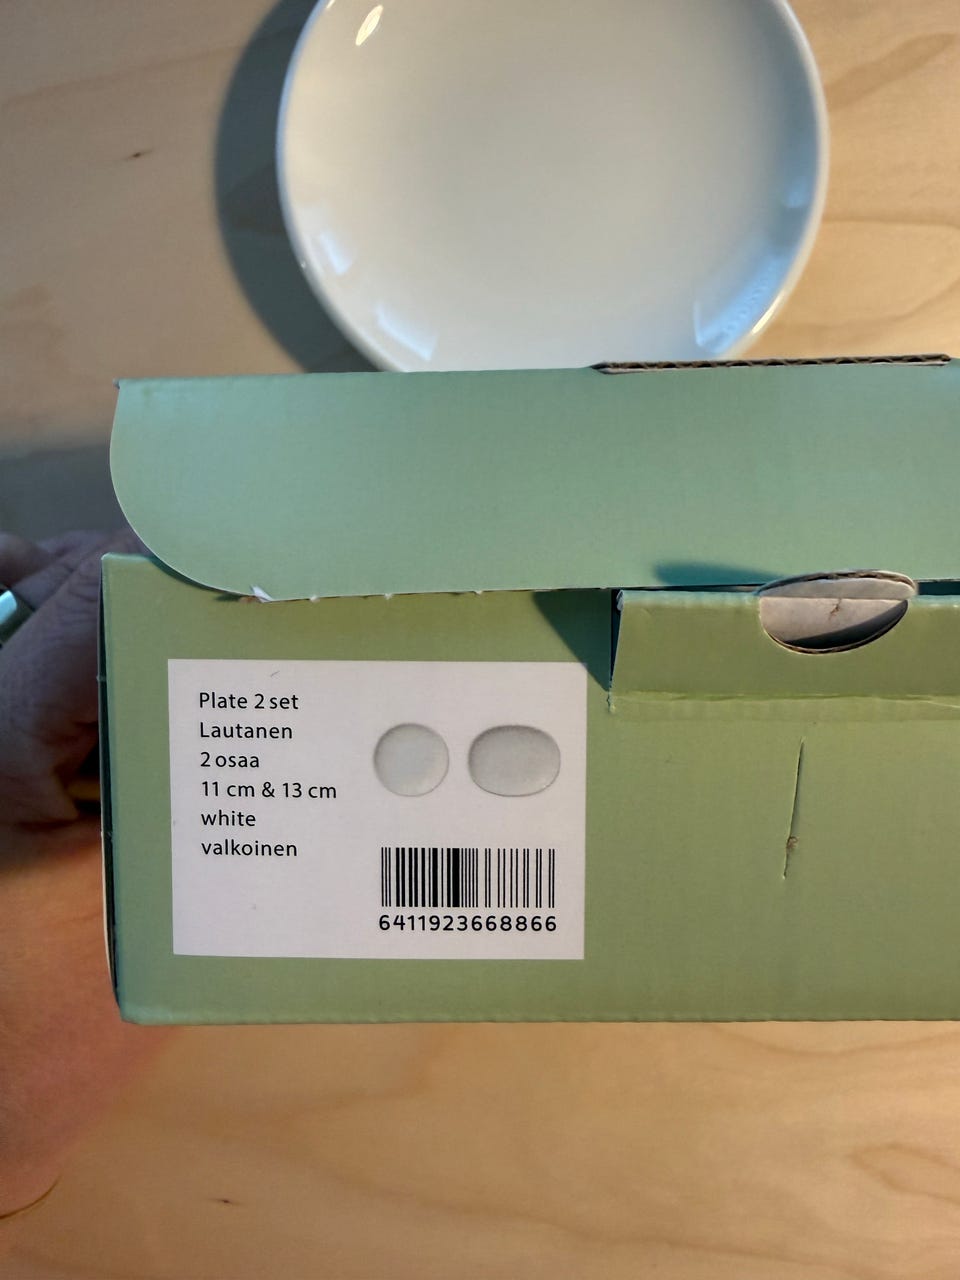 Plate 2 set
Lautanen
2 osaa
11 cm & 13 cm
white
valkoinen
6411923668866